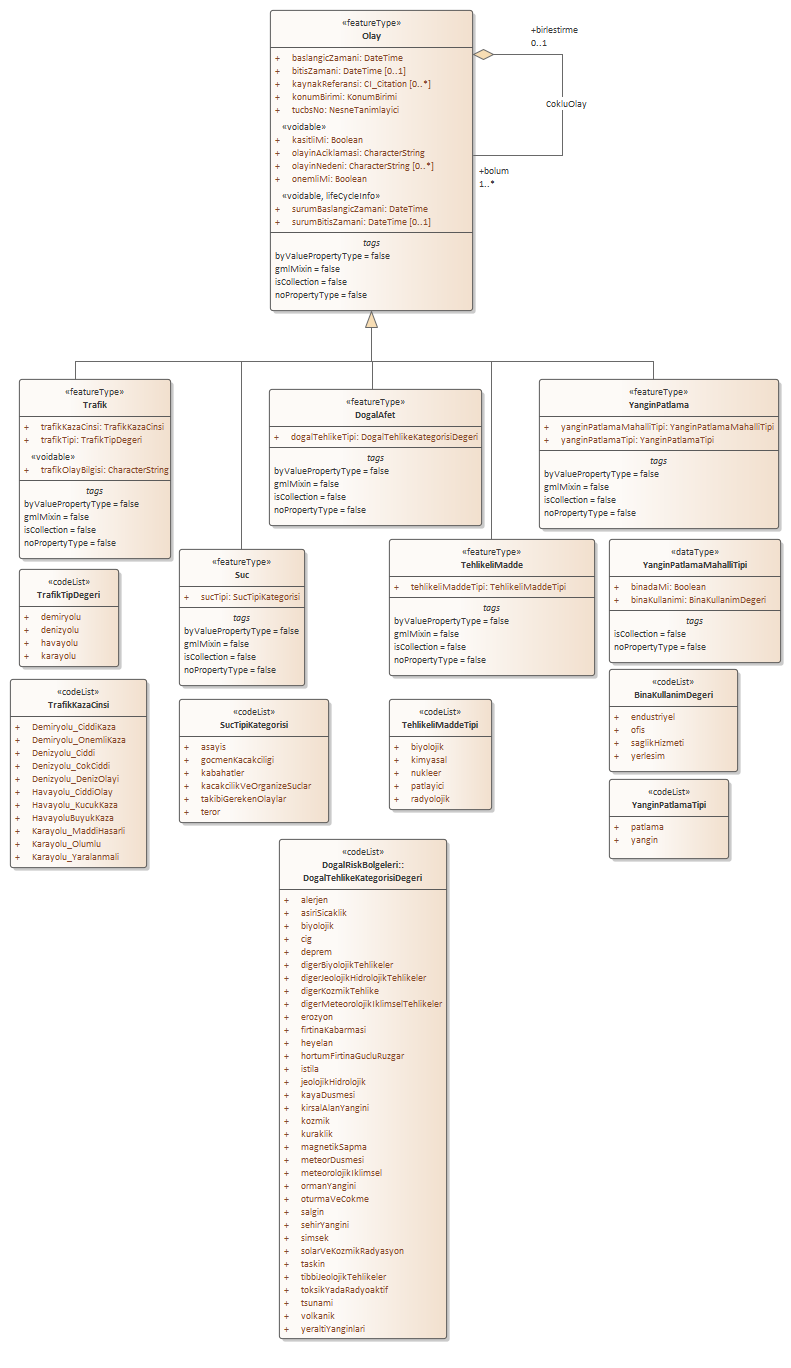 «featureType»
Olay
+ baslangicZamani: DateTime
+ bitisZamani: DateTime [0..1]
+ kaynakReferansi: CI_Citation [0..*]
+ konumBirimi: KonumBirimi
+ tucbsNo: NesneTanimlayici
«voidable»
+ kasitliMi: Boolean
+ olayinAciklamasi: CharacterString
+ olayinNedeni: CharacterString [0..*]
+ onemliMi: Boolean
«voidable, lifeCycleInfo»
+ surumBaslangicZamani: DateTime
+ surumBitisZamani: DateTime [0..1]
tags
byValuePropertyType = false
gmlMixin = false
isCollection = false
noPropertyType = false
+birlestirme
0..1
CokluOlay
+bolum
1..*
«featureType»
Trafik
+ trafikKazaCinsi: TrafikKazaCinsi
+ trafikTipi: TrafikTipDegeri
«voidable»
+ trafikOlayBilgisi: CharacterString
tags
byValuePropertyType = false
gmlMixin = false
isCollection = false
noPropertyType = false
«featureType»
DogalAfet
+ dogalTehlikeTipi: DogalTehlikeKategorisiDegeri
tags
byValuePropertyType = false
gmlMixin = false
isCollection = false
noPropertyType = false
«featureType»
YanginPatlama
+ yanginPatlamaMahalliTipi: YanginPatlamaMahalliTipi
+ yanginPatlamaTipi: YanginPatlamaTipi
tags
byValuePropertyType = false
gmlMixin = false
isCollection = false
noPropertyType = false
«featureType»
Suc
+ sucTipi: SucTipiKategorisi
tags
byValuePropertyType = false
gmlMixin = false
isCollection = false
noPropertyType = false
«featureType»
TehlikeliMadde
+ tehlikeliMaddeTipi: TehlikeliMaddeTipi
tags
byValuePropertyType = false
gmlMixin = false
isCollection = false
noPropertyType = false
«dataType»
YanginPatlamaMahalliTipi
+ binadaMi: Boolean
+ binaKullanimi: BinaKullanimDegeri
tags
isCollection = false
noPropertyType = false
«codeList»
TrafikTipDegeri
+ demiryolu
+ denizyolu
+ havayolu
+ karayolu
«codeList»
TrafikKazaCinsi
+ Demiryolu_CiddiKaza
+ Demiryolu_OnemliKaza
+ Denizyolu_Ciddi
+ Denizyolu_CokCiddi
+ Denizyolu_DenizOlayi
+ Havayolu_CiddiOlay
+ Havayolu_KucukKaza
+ HavayoluBuyukKaza
+ Karayolu_MaddiHasarli
+ Karayolu_Olumlu
+ Karayolu_Yaralanmali
«codeList»
SucTipiKategorisi
+ asayis
+ gocmenKacakciligi
+ kabahatler
+ kacakcilikVeOrganizeSuclar
+ takibiGerekenOlaylar
+ teror
«codeList»
TehlikeliMaddeTipi
+ biyolojik
+ kimyasal
+ nukleer
+ patlayici
+ radyolojik
«codeList»
BinaKullanimDegeri
+ endustriyel
+ ofis
+ saglikHizmeti
+ yerlesim
«codeList»
YanginPatlamaTipi
+ patlama
+ yangin
«codeList»
DogalRiskBolgeleri::
DogalTehlikeKategorisiDegeri
+ alerjen
+ asiriSicaklik
+ biyolojik
+ cig
+ deprem
+ digerBiyolojikTehlikeler
+ digerJeolojikHidrolojikTehlikeler
+ digerKozmikTehlike
+ digerMeteorolojikIklimselTehlikeler
+ erozyon
+ firtinaKabarmasi
+ heyelan
+ hortumFirtinaGucluRuzgar
+ istila
+ jeolojikHidrolojik
+ kayaDusmesi
+ kirsalAlanYangini
+ kozmik
+ kuraklik
+ magnetikSapma
+ meteorDusmesi
+ meteorolojikIklimsel
+ ormanYangini
+ oturmaVeCokme
+ salgin
+ sehirYangini
+ simsek
+ solarVeKozmikRadyasyon
+ taskin
+ tibbiJeolojikTehlikeler
+ toksikYadaRadyoaktif
+ tsunami
+ volkanik
+ yeraltiYanginlari